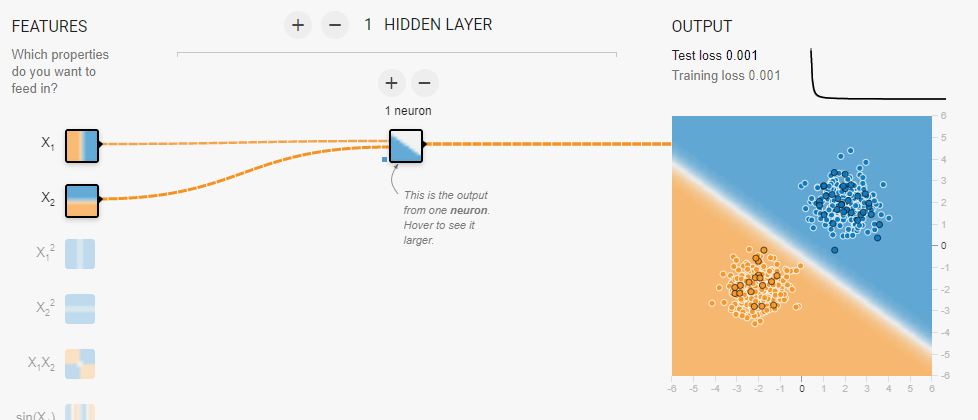 FEATURES
Which properties
do you want to
feed in?
X1
X2
X1²
X2²
X1X2
sin(X1)
+ − 1 HIDDEN LAYER
+ −
1 neuron
This is the output
from one neuron.
Hover to see it
larger.
OUTPUT
Test loss 0.001
Training loss 0.001
6
5
4
3
2
1
0
-1
-2
-3
-4
-5
-6
-6 -5 -4 -3 -2 -1 0 1 2 3 4 5 6